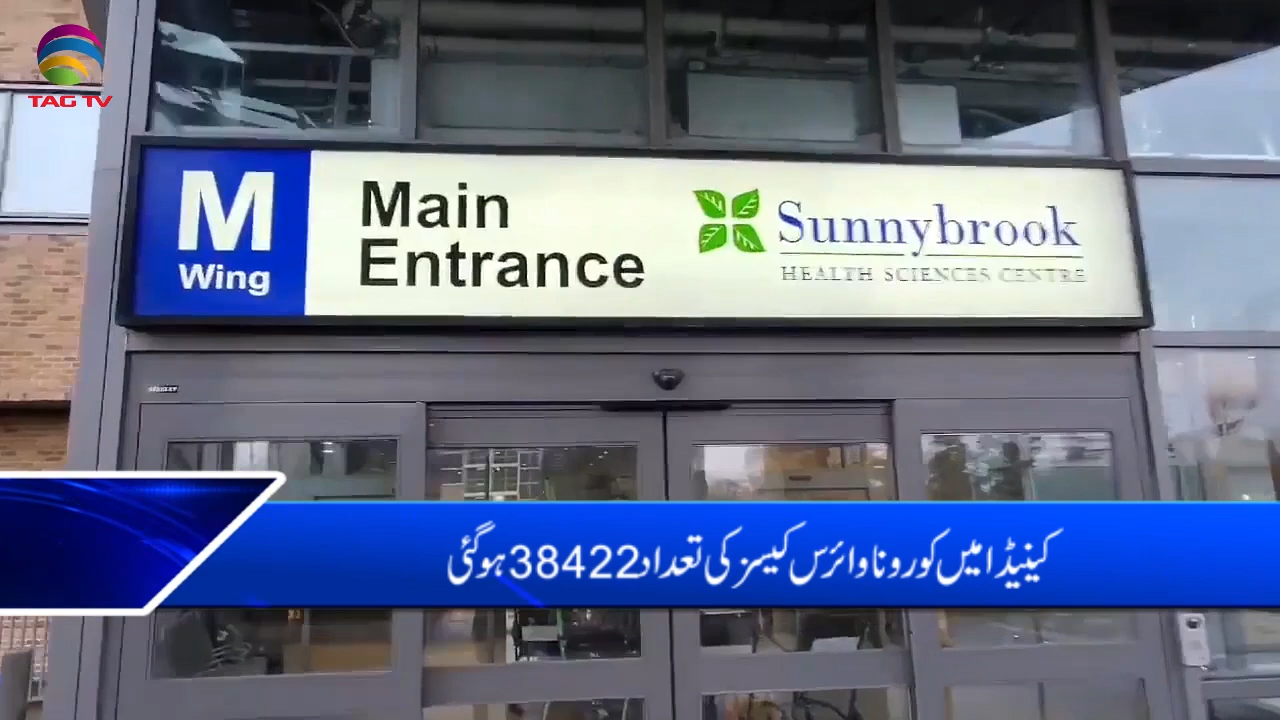 TAG TV
M
Wing
Main
Entrance
Sunnybrook
HEALTH SCIENCES CENTRE
کینیڈا میں کورونا وائرس کیسز کی تعداد 38422 ہو گئی